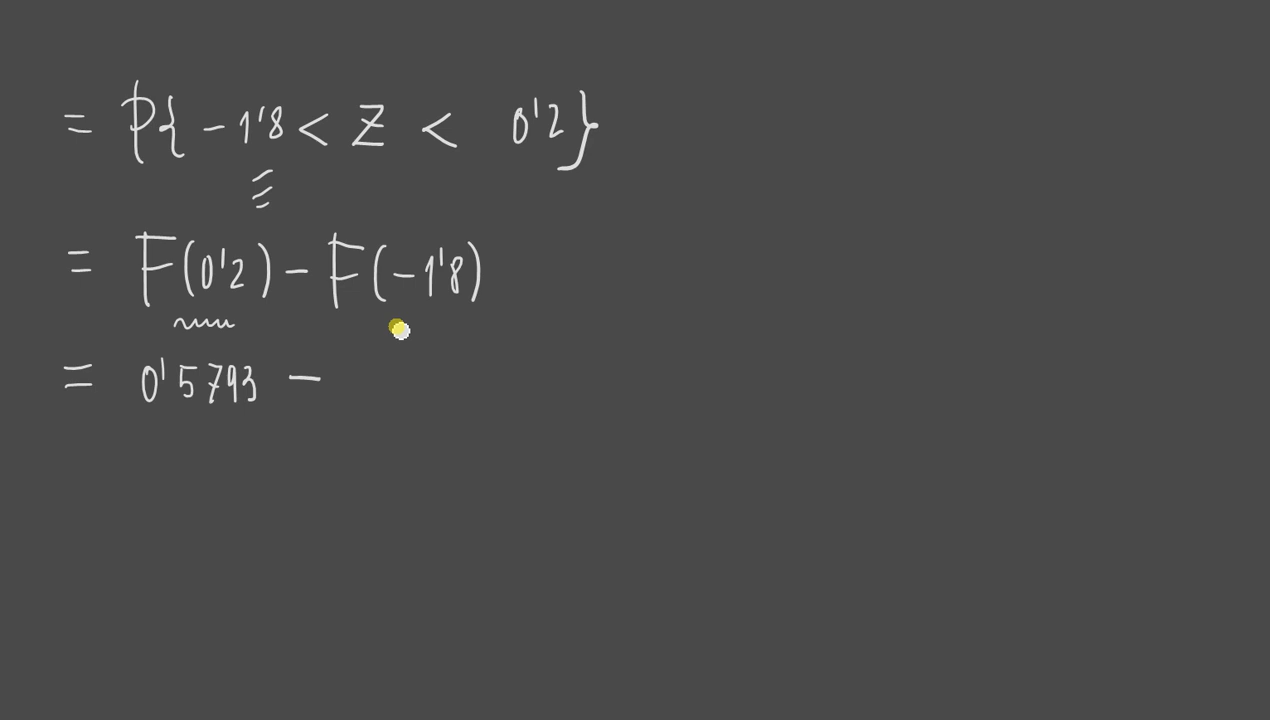 = P{ -1'8 < Z < 0'2}
= F(0'2) - F(-1'8)
= 0'5793 -